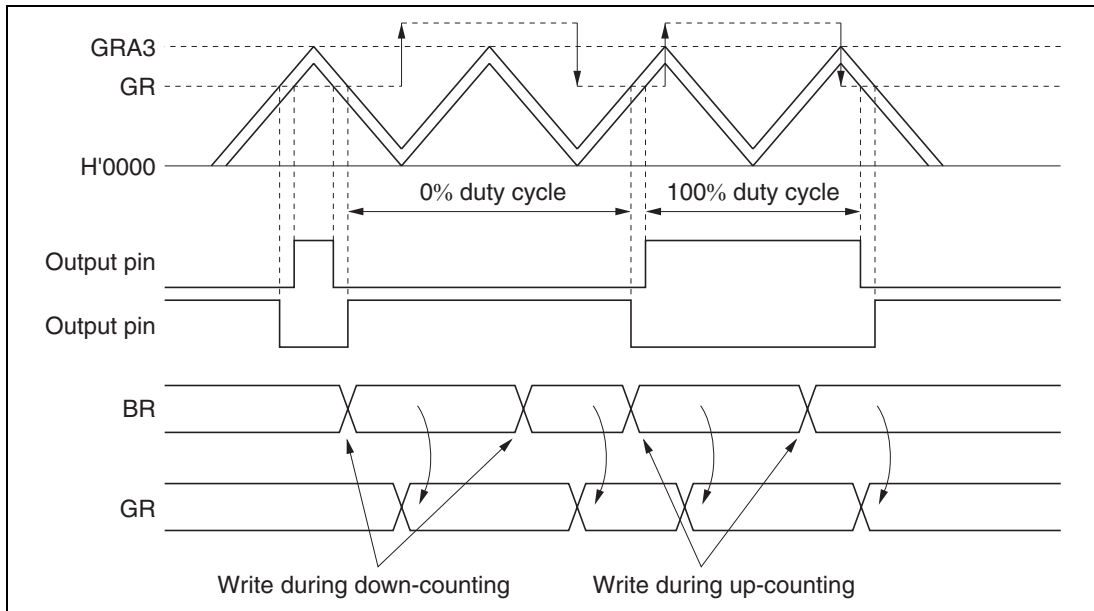 GRA3
GR
H'0000
0% duty cycle
100% duty cycle
Output pin
Output pin
BR
GR
Write during down-counting
Write during up-counting